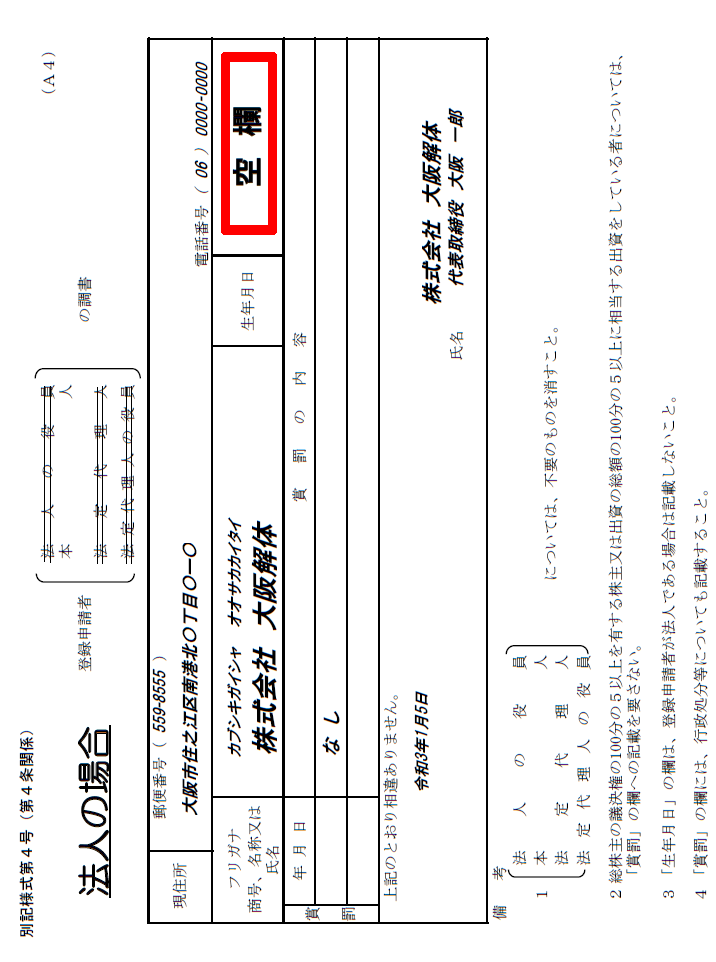 別記様式第4号（第4条関係）
（A4）
法人の場合
登録申請者
法人の役員
本人
法定代理人
法定代理人の役員
の調書
現住所
郵便番号（ 559-8555 ）
電話番号（ 06 ）0000-0000
大阪市住之江区南港北〇丁目〇ー〇
フリガナ
商号、名称又は
氏名
カブシキガイシャ オオサカカイタイ
株式会社 大阪解体
生年月日
空欄
賞罰
年月日
賞罰の内容
なし
上記のとおり相違ありません。
令和3年1月5日
株式会社 大阪解体
氏名
代表取締役 大阪 一郎
備考
1
法人の役員
本人
法定代理人
法定代理人の役員
については、不要のものを消すこと。
2 総株主の議決権の100分の5以上を有する株主又は出資の総額の100分の5以上に相当する出資をしている者については、
「賞罰」の欄への記載を要さない。
3 「生年月日」の欄は、登録申請者が法人である場合は記載しないこと。
4 「賞罰」の欄には、行政処分等についても記載すること。